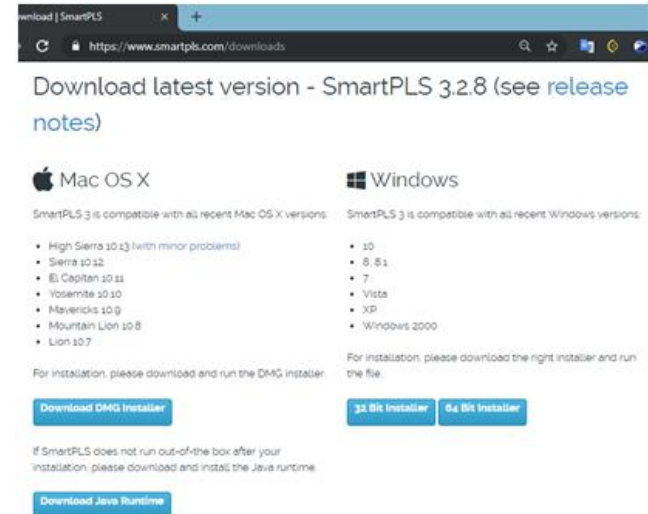 wnload | SmartPLS
https://www.smartpls.com/downloads
Download latest version - SmartPLS 3.2.8 (see release
notes)
Mac OS X
SmartPLS 3 is compatible with all recent Mac OS X versions:
• High Sierra 10.13 (with minor problems)
• Sierra 10.12
• El Capitan 10.11
• Yosemite 10.10
• Mavericks 10.9
• Mountain Lion 10.8
• Lion 10.7
For installation, please download and run the DMG installer.
Download DMG Installer
If SmartPLS does not run out-of-the box after your
installation, please download and install the Java runtime.
Download Java Runtime
Windows
SmartPLS 3 is compatible with all recent Windows versions:
• 10
• 8, 8.1
• 7
• Vista
• XP
• Windows 2000
For installation, please download the right installer and run
the file.
32 Bit Installer 64 Bit Installer